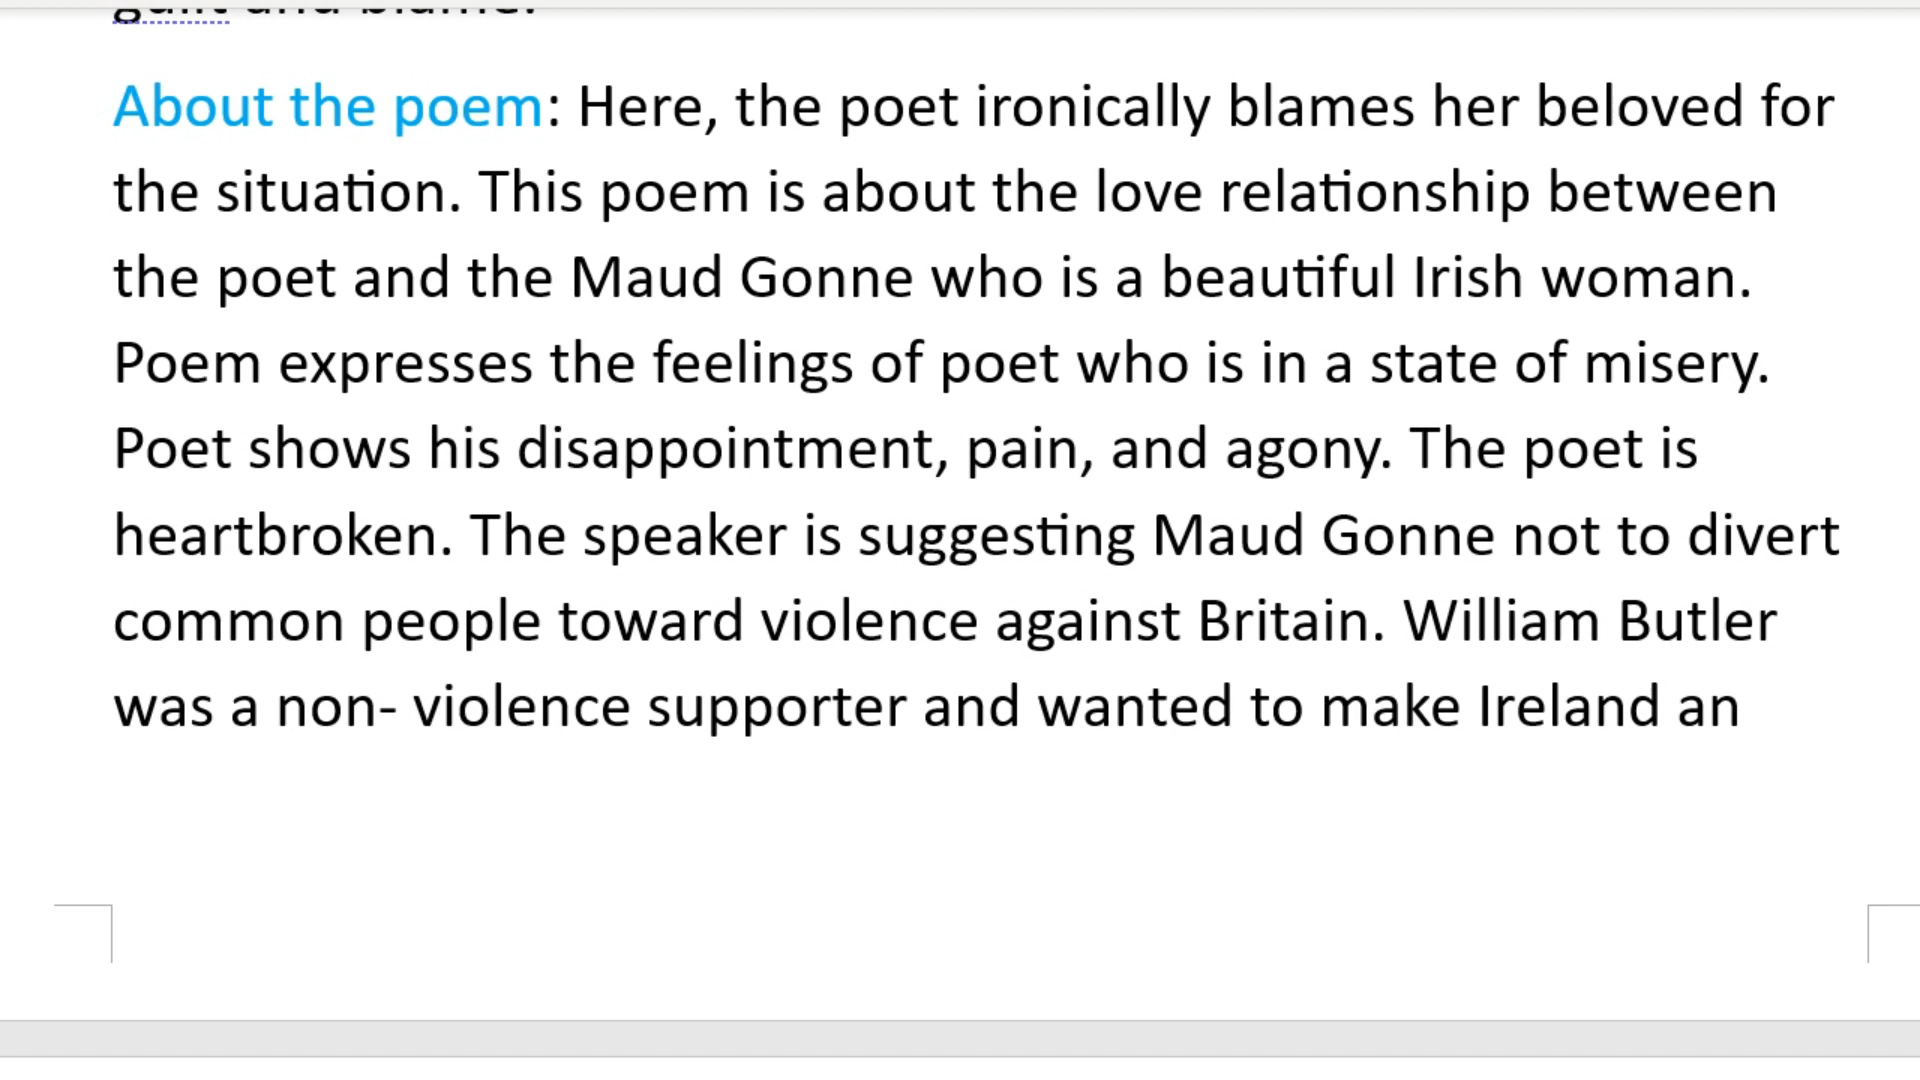 guilt and blame.
About the poem: Here, the poet ironically blames her beloved for
the situation. This poem is about the love relationship between
the poet and the Maud Gonne who is a beautiful Irish woman.
Poem expresses the feelings of poet who is in a state of misery.
Poet shows his disappointment, pain, and agony. The poet is
heartbroken. The speaker is suggesting Maud Gonne not to divert
common people toward violence against Britain. William Butler
was a non- violence supporter and wanted to make Ireland an